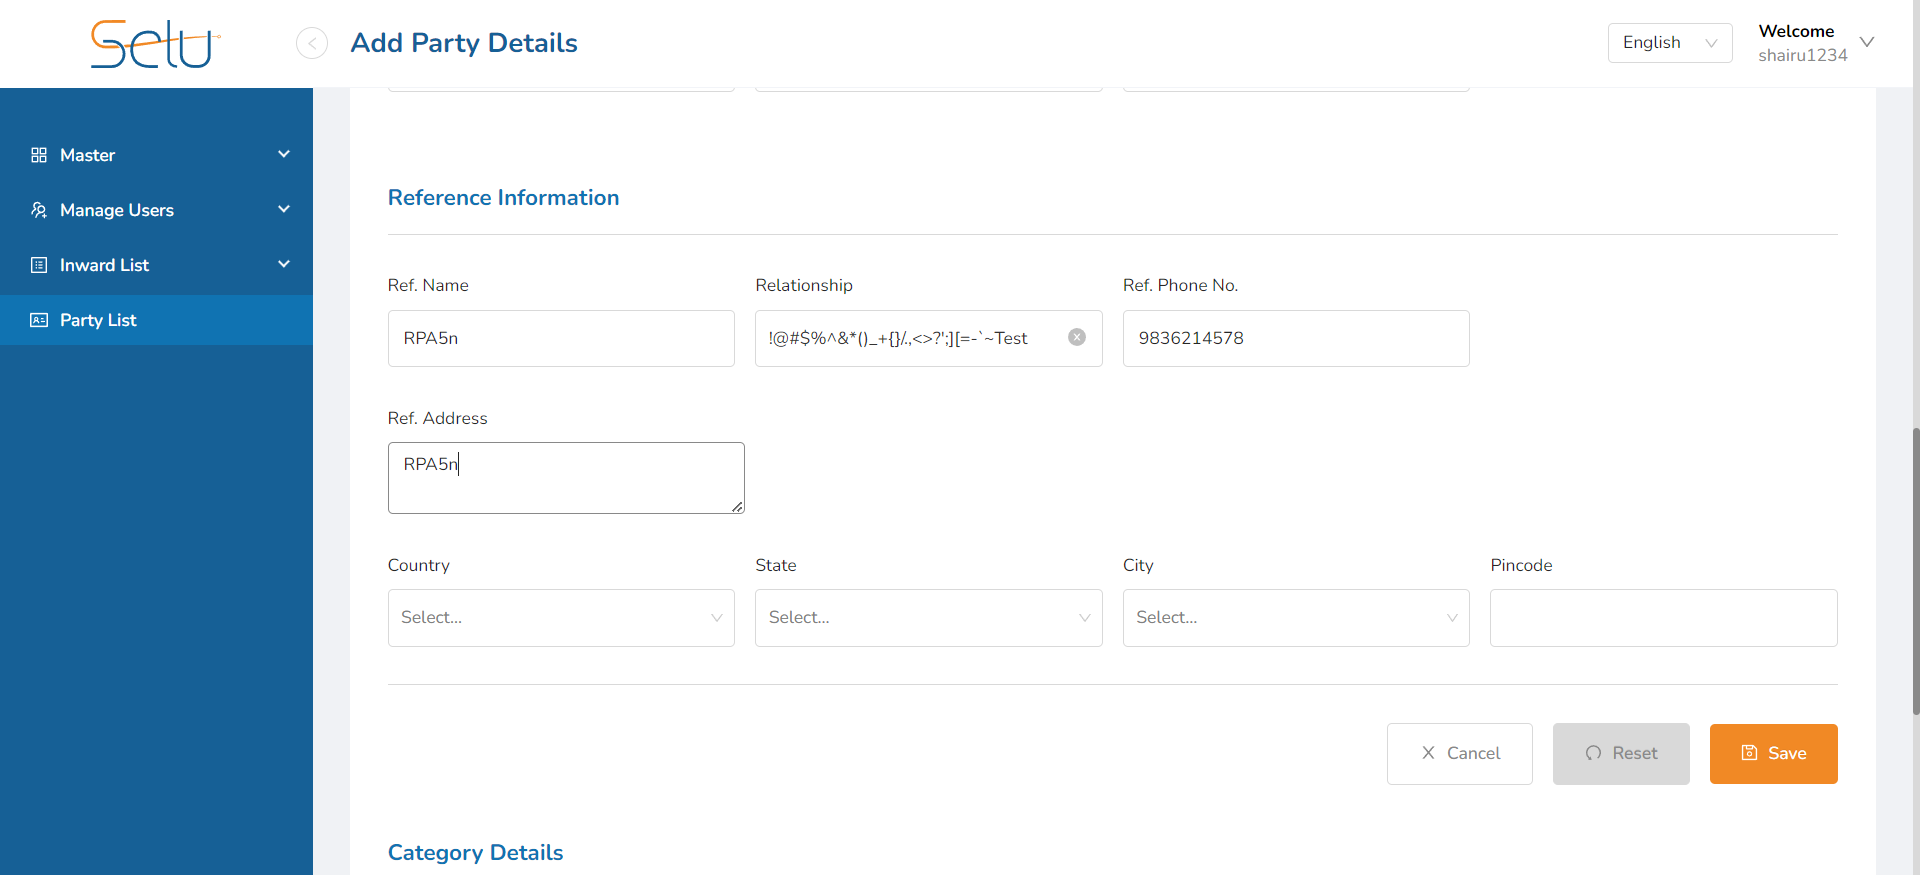 Setu
Add Party Details
English
Welcome
shairu1234
Master
Manage Users
Inward List
Party List
Reference Information
Ref. Name
Relationship
Ref. Phone No.
RPA5n
!@#$%^&*()_+{}/.,<>?';][=-`~Test
9836214578
Ref. Address
RPA5n
Country
State
City
Pincode
Select...
Select...
Select...
Cancel
Reset
Save
Category Details